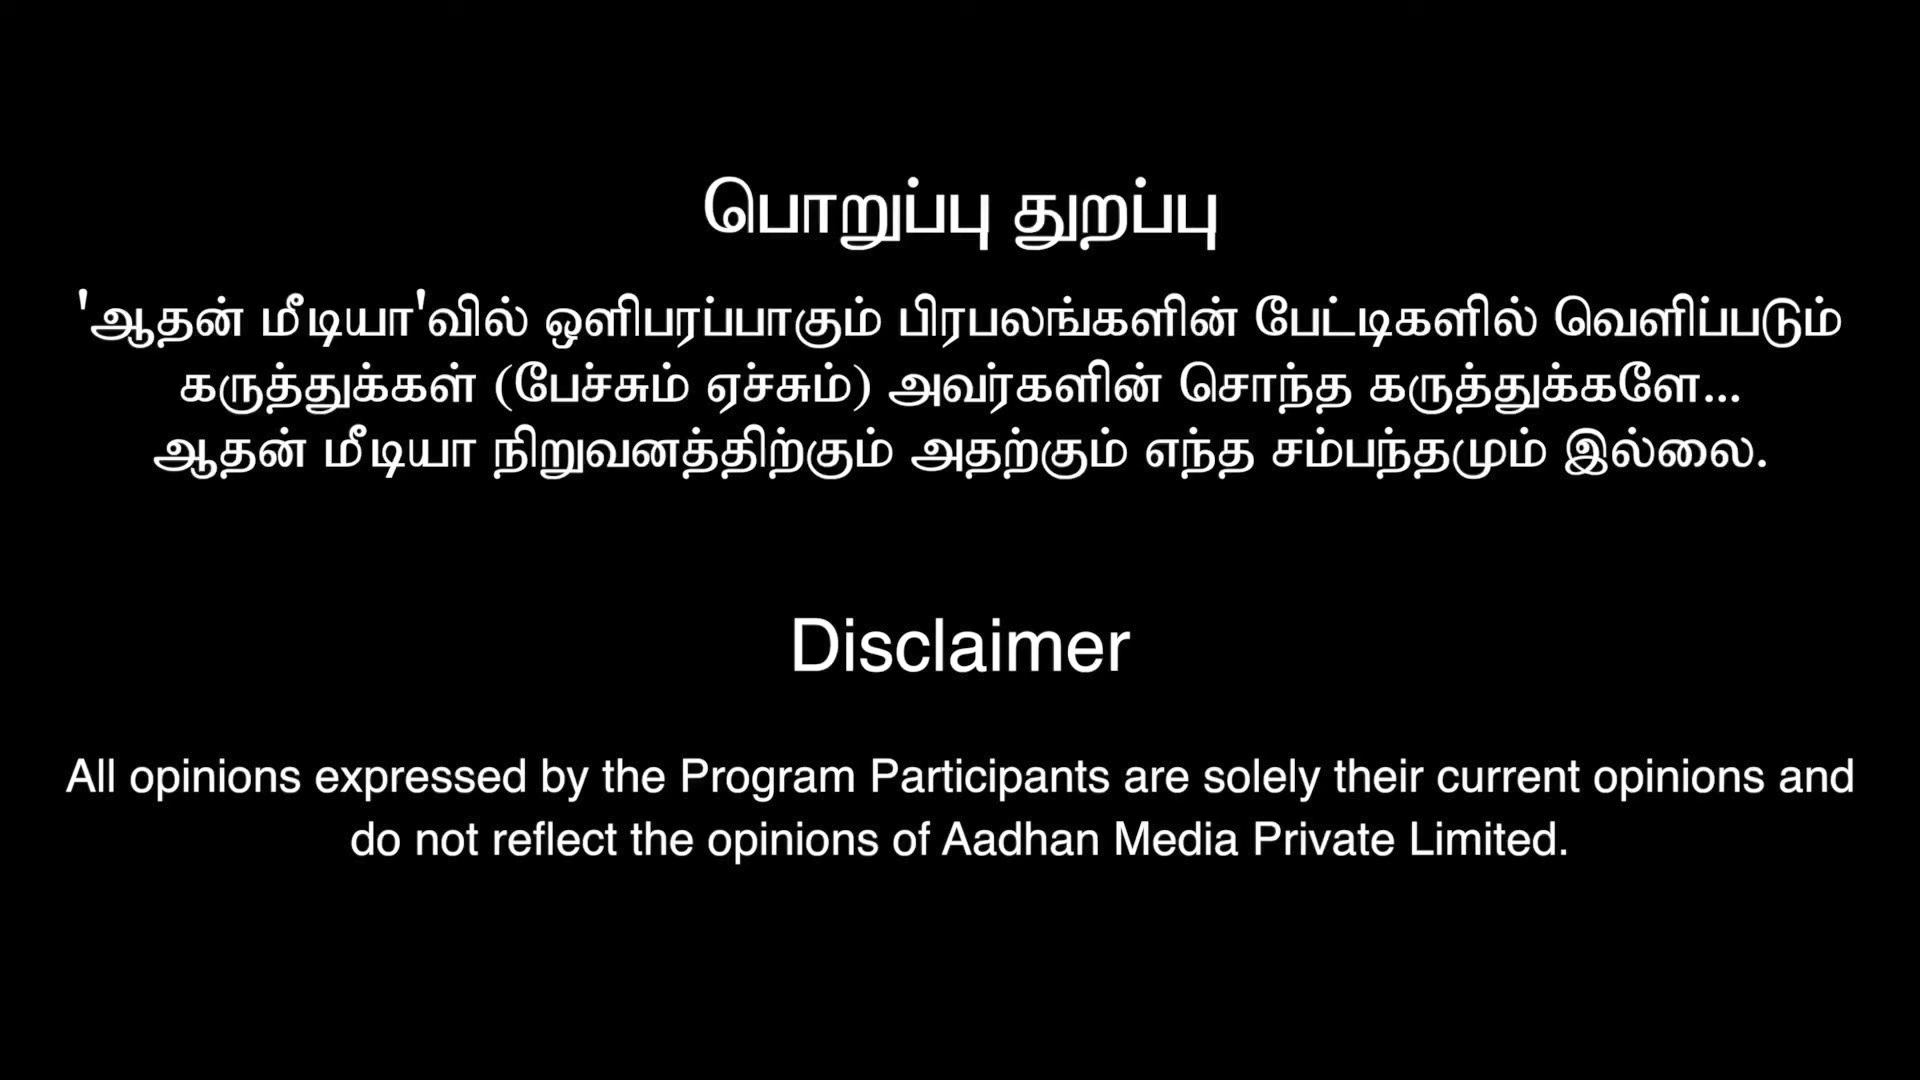 பொறுப்பு துறப்பு
'ஆதன் மீடியா'வில் ஒளிபரப்பாகும் பிரபலங்களின் பேட்டிகளில் வெளிப்படும்
கருத்துக்கள் (பேச்சும் ஏச்சும்) அவர்களின் சொந்த கருத்துக்களே...
ஆதன் மீடியா நிறுவனத்திற்கும் அதற்கும் எந்த சம்பந்தமும் இல்லை.
Disclaimer
All opinions expressed by the Program Participants are solely their current opinions and
do not reflect the opinions of Aadhan Media Private Limited.